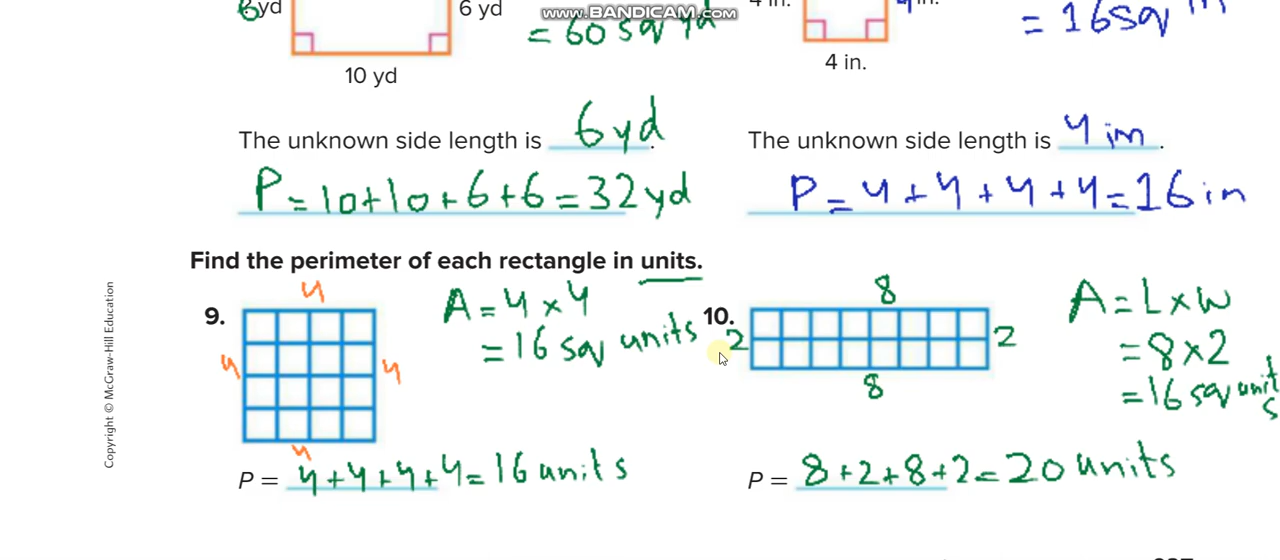 www.BANDICAM.com
6 yd
6 yd
= 60 sq yd
4 in.
4 in.
= 16 sq in
10 yd
4 in.
The unknown side length is 6 yd.
The unknown side length is 4 in.
P = 10+10+6+6 = 32 yd
P = 4+4+4+4 = 16 in
Find the perimeter of each rectangle in units.
9.
4
4
4
4
A = 4 × 4
= 16 sq units
10.
8
2
2
8
A = L × W
= 8 × 2
= 16 sq units
P = 4+4+4+4 = 16 units
P = 8+2+8+2 = 20 units
Copyright © McGraw-Hill Education